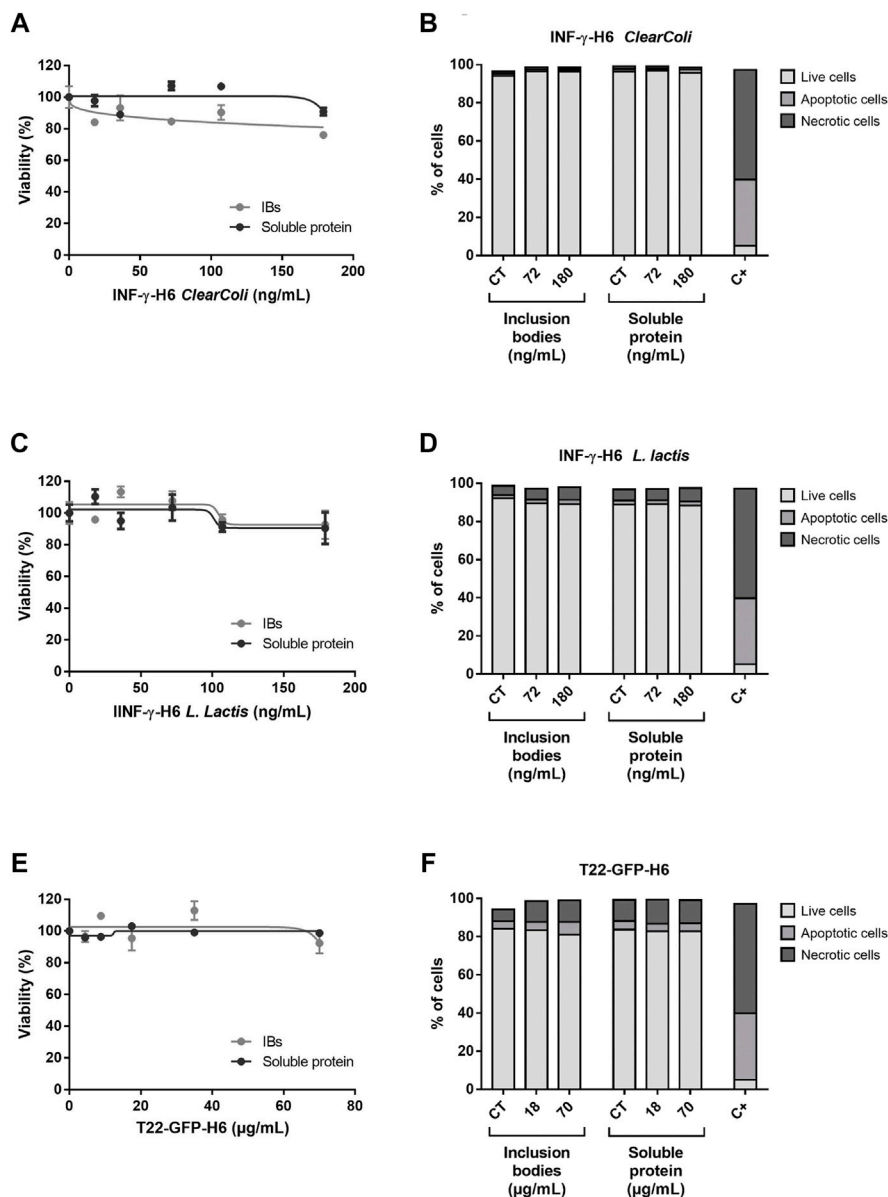 A
Viability (%)
120
100
80
60
40
20
0
0 50 100 150 200
IBs
Soluble protein
INF-γ-H6 ClearColi (ng/mL)
B
INF-γ-H6 ClearColi
% of cells
100
80
60
40
20
0
CT 72 180 CT 72 180 C+
Inclusion bodies (ng/mL)
Soluble protein (ng/mL)
Live cells
Apoptotic cells
Necrotic cells
C
Viability (%)
120
100
80
60
40
20
0
0 50 100 150 200
IBs
Soluble protein
IINF-γ-H6 L. Lactis (ng/mL)
D
INF-γ-H6 L. lactis
% of cells
100
80
60
40
20
0
CT 72 180 CT 72 180 C+
Inclusion bodies (ng/mL)
Soluble protein (ng/mL)
Live cells
Apoptotic cells
Necrotic cells
E
Viability (%)
120
100
80
60
40
20
0
0 20 40 60 80
IBs
Soluble protein
T22-GFP-H6 (μg/mL)
F
T22-GFP-H6
% of cells
100
80
60
40
20
0
CT 18 70 CT 18 70 C+
Inclusion bodies (μg/mL)
Soluble protein (μg/mL)
Live cells
Apoptotic cells
Necrotic cells